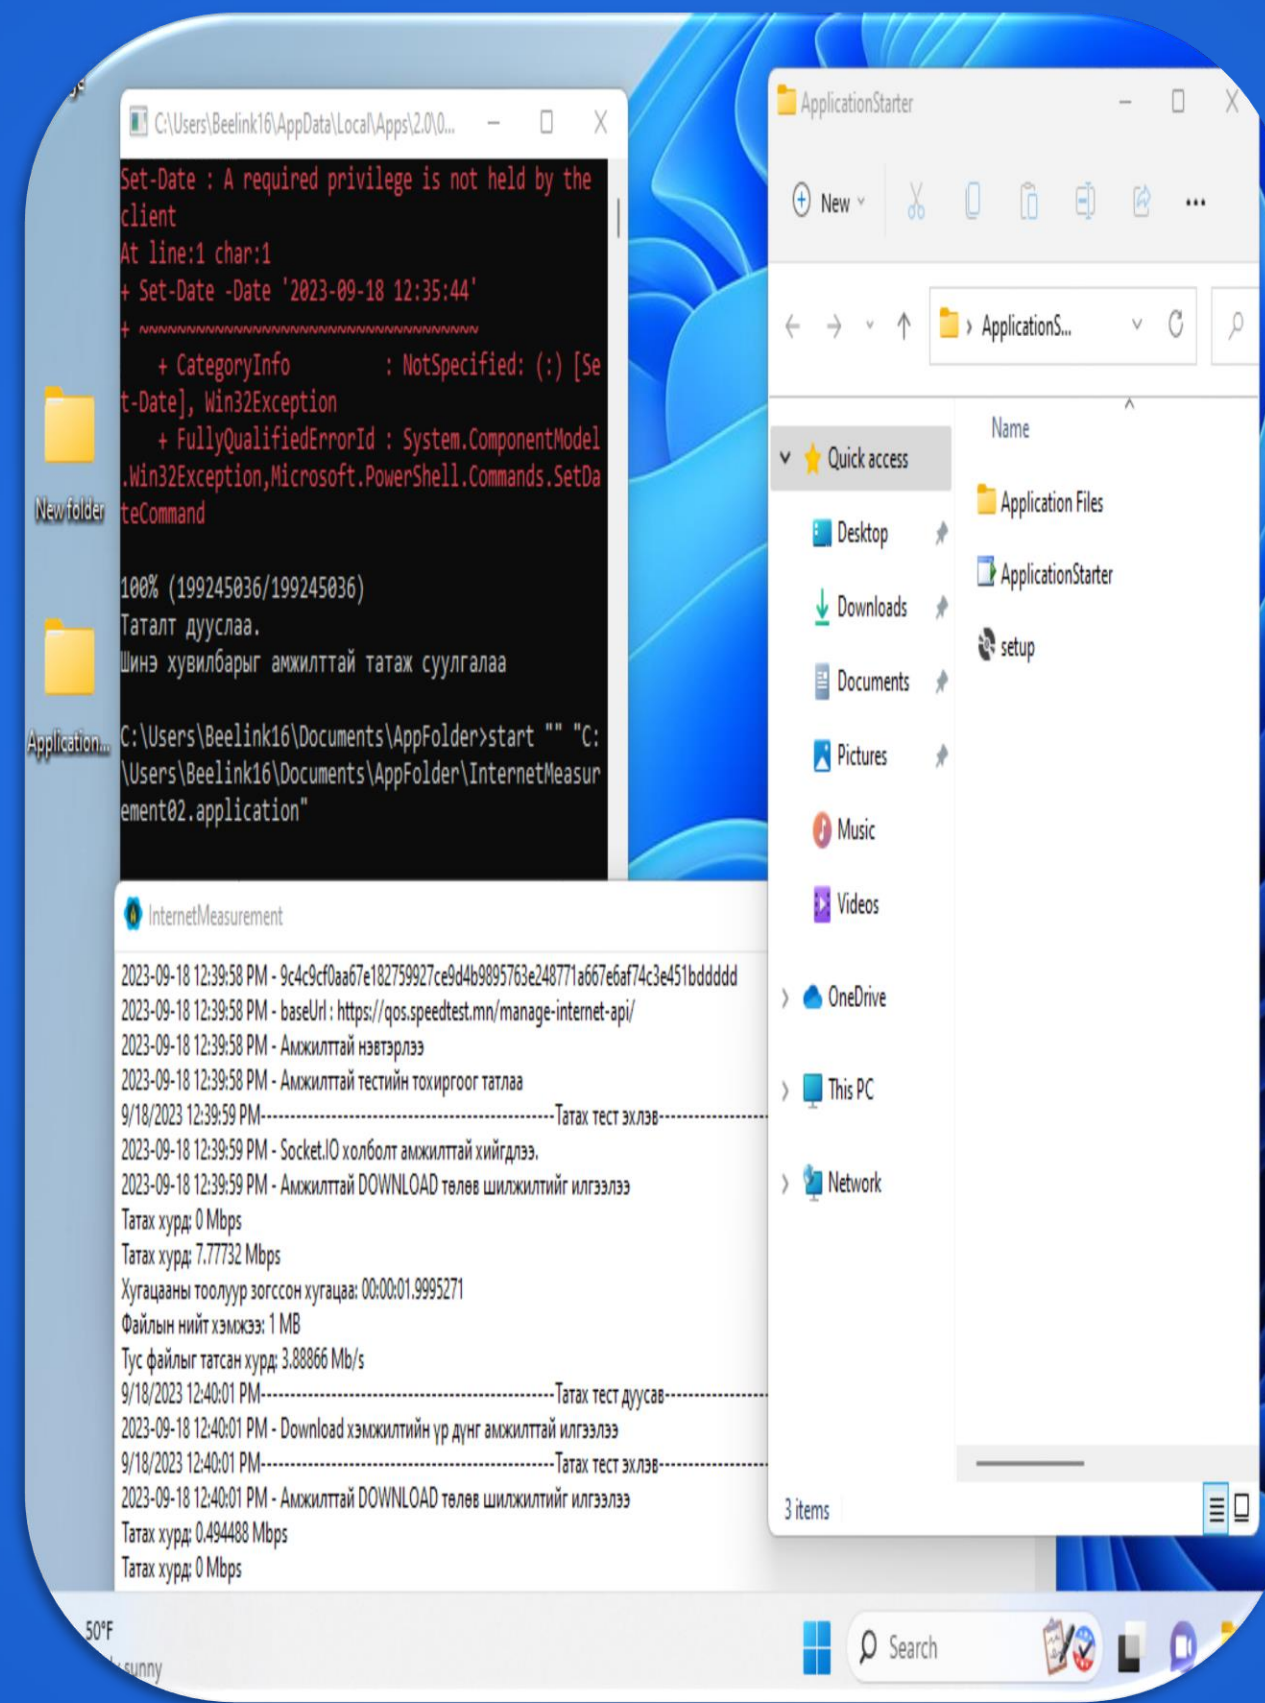 C:\Users\Beelink16\AppData\Local\Apps\2.0\0...
Set-Date : A required privilege is not held by the
client
At line:1 char:1
+ Set-Date -Date '2023-09-18 12:35:44'
+ ~~~~~~~~~~~~~~~~~~~~~~~~~~~~~~~~~~~~
+ CategoryInfo : NotSpecified: (:) [Se
t-Date], Win32Exception
+ FullyQualifiedErrorId : System.ComponentModel
.Win32Exception,Microsoft.PowerShell.Commands.SetDa
teCommand
100% (199245036/199245036)
Таталт дууслаа.
Шинэ хувилбарыг амжилттай татаж суулгалаа
C:\Users\Beelink16\Documents\AppFolder>start "" "C:
\Users\Beelink16\Documents\AppFolder\InternetMeasur
ement02.application"
New folder
Application...
InternetMeasurement
2023-09-18 12:39:58 PM - 9c4c9cf0aa67e182759927ce9d4b9895763e248771a667e6af74c3e451bddddd
2023-09-18 12:39:58 PM - baseUrl : https://qos.speedtest.mn/manage-internet-api/
2023-09-18 12:39:58 PM - Амжилттай нэвтэрлээ
2023-09-18 12:39:58 PM - Амжилттай тестийн тохиргоог татлаа
9/18/2023 12:39:59 PM--------------------------------------------------Татах тест эхлэв------------------
2023-09-18 12:39:59 PM - Socket.IO холболт амжилттай хийгдлээ.
2023-09-18 12:39:59 PM - Амжилттай DOWNLOAD төлөв шилжилтийг илгээлээ
Татах хурд: 0 Mbps
Татах хурд: 7.77732 Mbps
Хугацааны тоолуур зогссон хугацаа: 00:00:01.9995271
Файлын нийт хэмжээ: 1 MB
Тус файлыг татсан хурд: 3.88866 Mb/s
9/18/2023 12:40:01 PM--------------------------------------------------Татах тест дуусав------------------
2023-09-18 12:40:01 PM - Download хэмжилтийн үр дүнг амжилттай илгээлээ
9/18/2023 12:40:01 PM--------------------------------------------------Татах тест эхлэв------------------
2023-09-18 12:40:01 PM - Амжилттай DOWNLOAD төлөв шилжилтийг илгээлээ
Татах хурд: 0.494488 Mbps
Татах хурд: 0 Mbps
ApplicationStarter
New
ApplicationS...
Name
Quick access
Desktop
Downloads
Documents
Pictures
Music
Videos
OneDrive
This PC
Network
Application Files
ApplicationStarter
setup
3 items
50°F
sunny
Search